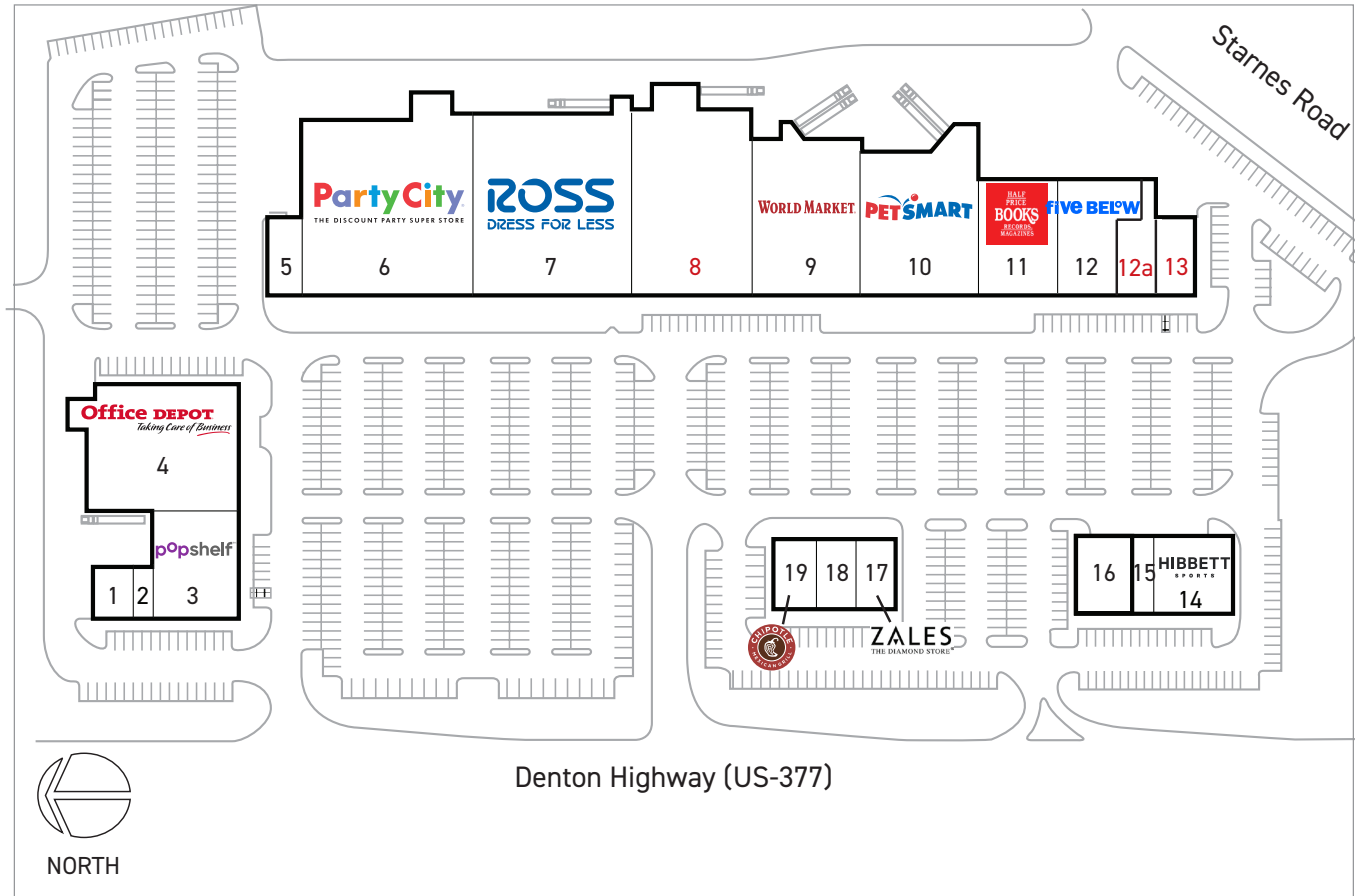 Starnes Road
Party City
THE DISCOUNT PARTY SUPER STORE
ROSS
DRESS FOR LESS
WORLD MARKET
PETSMART
HALF
PRICE
BOOKS
RECORDS
MAGAZINES
FIVE BELOW
5
6
7
8
9
10
11
12
12a
13
Office DEPOT
Taking Care of Business
4
popshelf
1
2
3
19
18
17
CHIPOTLE
MEXICAN GRILL
ZALES
THE DIAMOND STORE
16
15
HIBBETT
SPORTS
14
Denton Highway (US-377)
NORTH